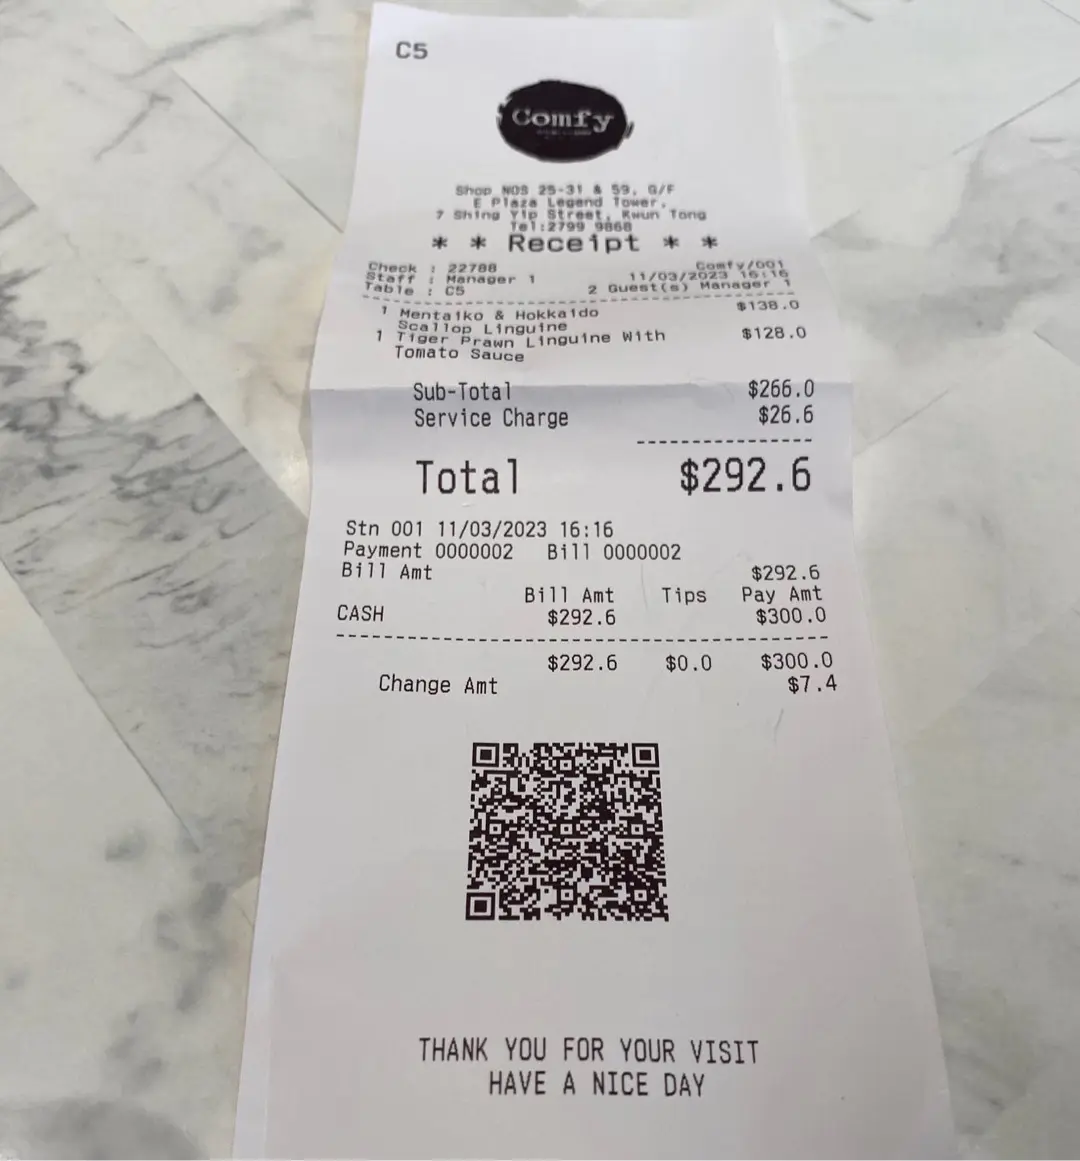 C5
Comfy
Shop NOS 25-31 & 59, G/F
E Plaza Legend Tower,
7 Shing Yip Street, Kwun Tong
Tel:2799 9868
* * Receipt * *
Check : 22788 Comfy/001
Staff : Manager 1 11/03/2023 16:16
Table : C5 2 Guest(s) Manager 1
1 Mentaiko & Hokkaido $138.0
Scallop Linguine
1 Tiger Prawn Linguine With $128.0
Tomato Sauce
Sub-Total $266.0
Service Charge $26.6
Total $292.6
Stn 001 11/03/2023 16:16
Payment 0000002 Bill 0000002
Bill Amt $292.6
Bill Amt Tips Pay Amt
CASH $292.6 $300.0
$292.6 $0.0 $300.0
Change Amt $7.4
THANK YOU FOR YOUR VISIT
HAVE A NICE DAY